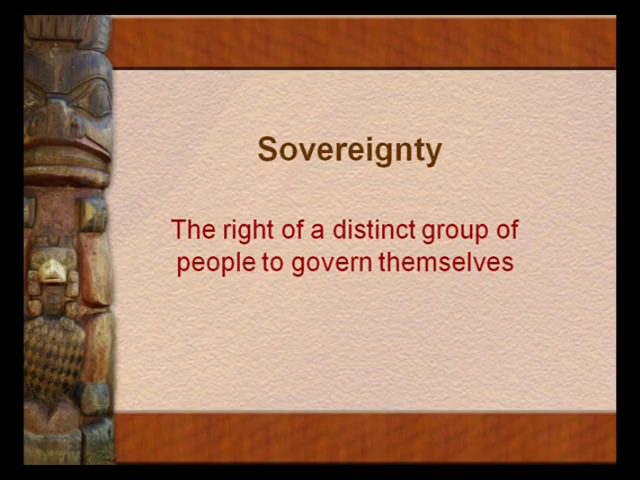 Sovereignty
The right of a distinct group of
people to govern themselves